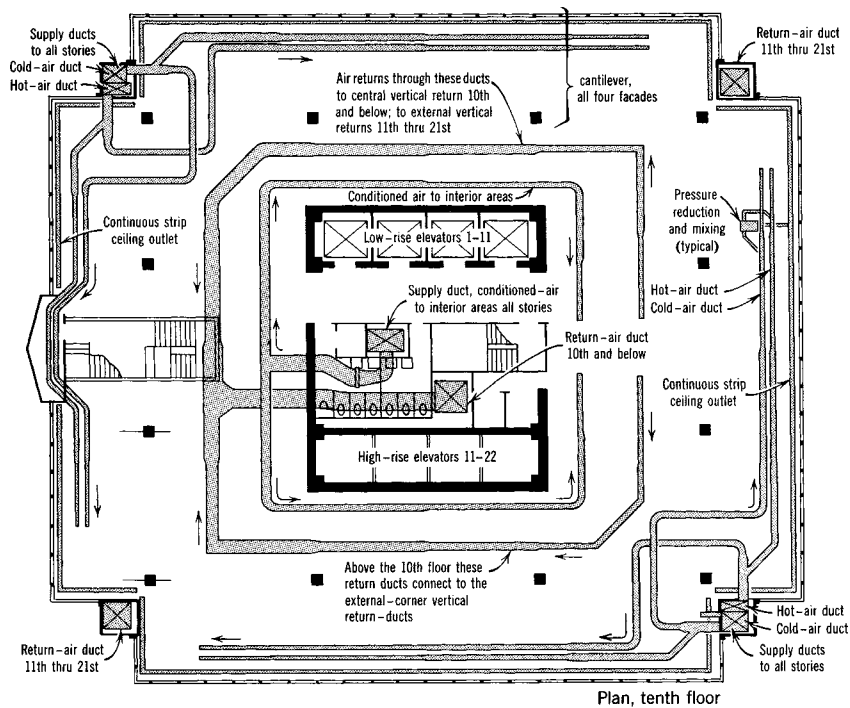 Supply ducts
to all stories
Cold-air duct
Hot-air duct
Air returns through these ducts
to central vertical return 10th
and below; to external vertical
returns 11th thru 21st
cantilever,
all four facades
Return-air duct
11th thru 21st
Conditioned air to interior areas
Continuous strip
ceiling outlet
Low-rise elevators 1-11
Pressure
reduction
and mixing
(typical)
Supply duct, conditioned-air
to interior areas all stories
Hot-air duct
Cold-air duct
Return-air duct
10th and below
Continuous strip
ceiling outlet
High-rise elevators 11-22
Above the 10th floor these
return ducts connect to the
external-corner vertical
return-ducts
Return-air duct
11th thru 21st
Hot-air duct
Cold-air duct
Supply ducts
to all stories
Plan, tenth floor